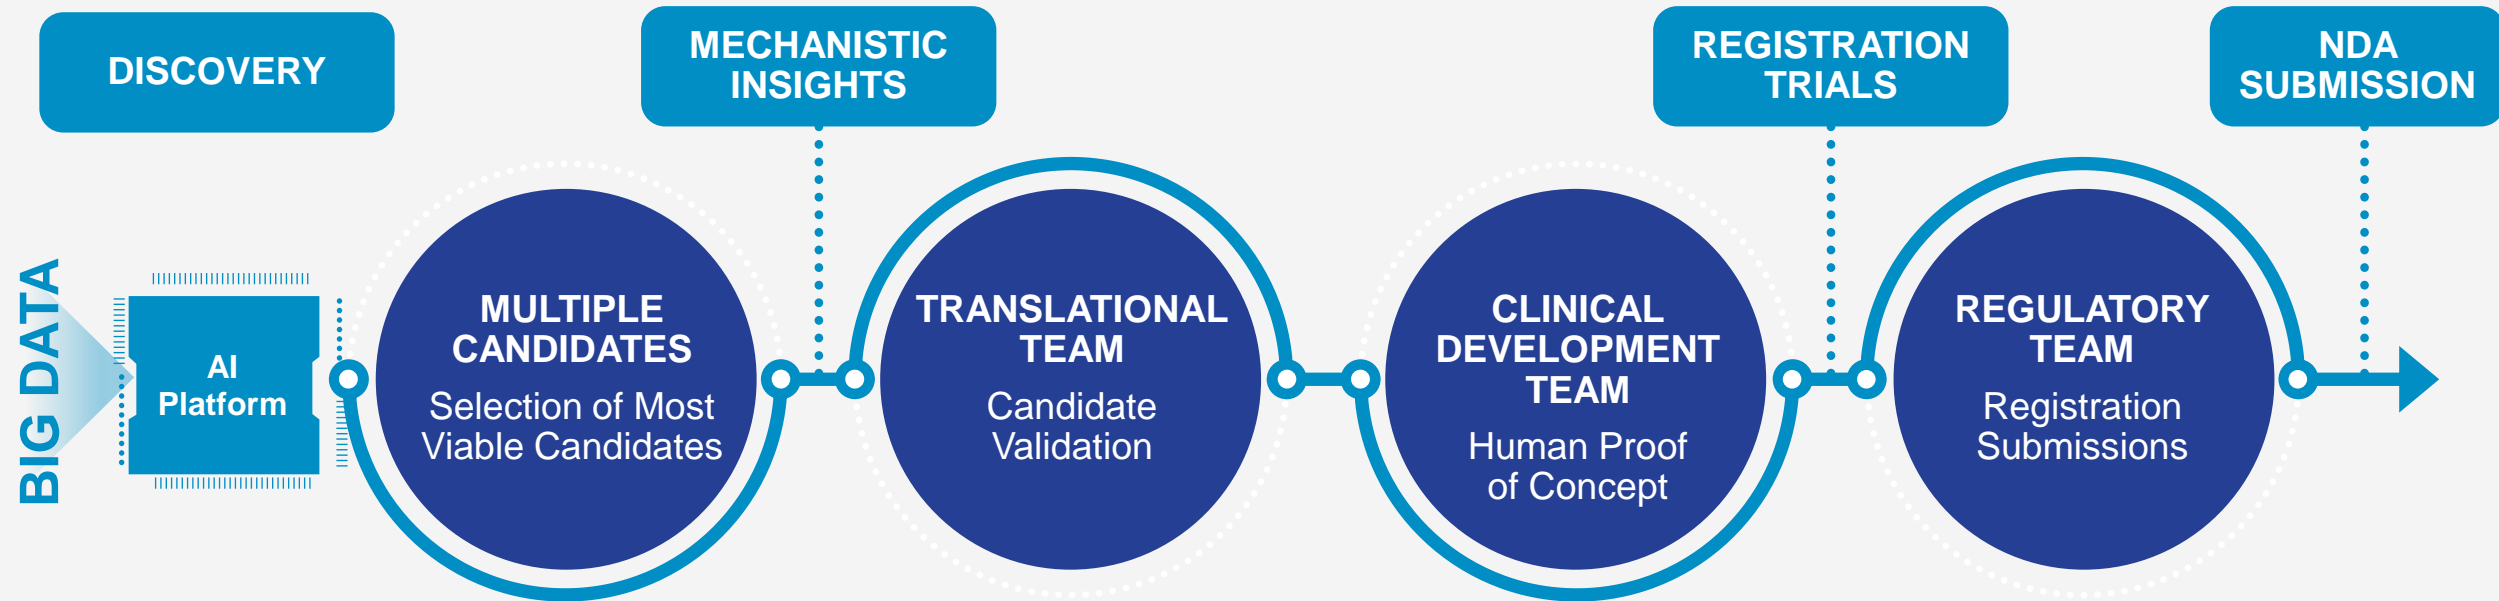 DISCOVERY
MECHANISTIC
INSIGHTS
REGISTRATION
TRIALS
NDA
SUBMISSION
BIG DATA
AI
Platform
MULTIPLE
CANDIDATES
Selection of Most
Viable Candidates
TRANSLATIONAL
TEAM
Candidate
Validation
CLINICAL
DEVELOPMENT
TEAM
Human Proof
of Concept
REGULATORY
TEAM
Registration
Submissions